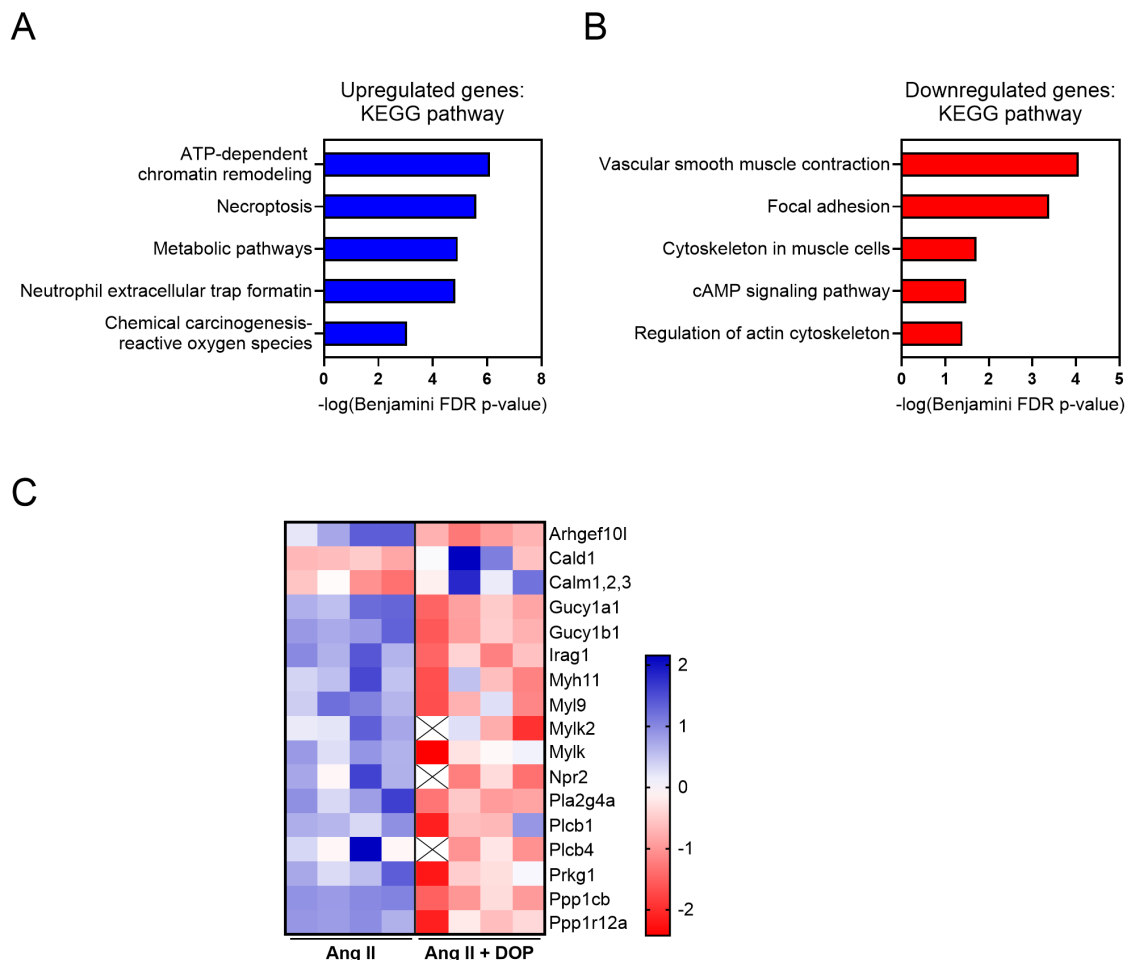 A
Upregulated genes:
KEGG pathway
ATP-dependent
chromatin remodeling
Necroptosis
Metabolic pathways
Neutrophil extracellular trap formatin
Chemical carcinogenesis-
reactive oxygen species
0 2 4 6 8
-log(Benjamini FDR p-value)
B
Downregulated genes:
KEGG pathway
Vascular smooth muscle contraction
Focal adhesion
Cytoskeleton in muscle cells
cAMP signaling pathway
Regulation of actin cytoskeleton
0 1 2 3 4 5
-log(Benjamini FDR p-value)
C
Arhgef10l
Cald1
Calm1,2,3
Gucy1a1
Gucy1b1
Irag1
Myh11
Myl9
Mylk2
Mylk
Npr2
Pla2g4a
Plcb1
Plcb4
Prkg1
Ppp1cb
Ppp1r12a
Ang II
Ang II + DOP
2
1
0
-1
-2